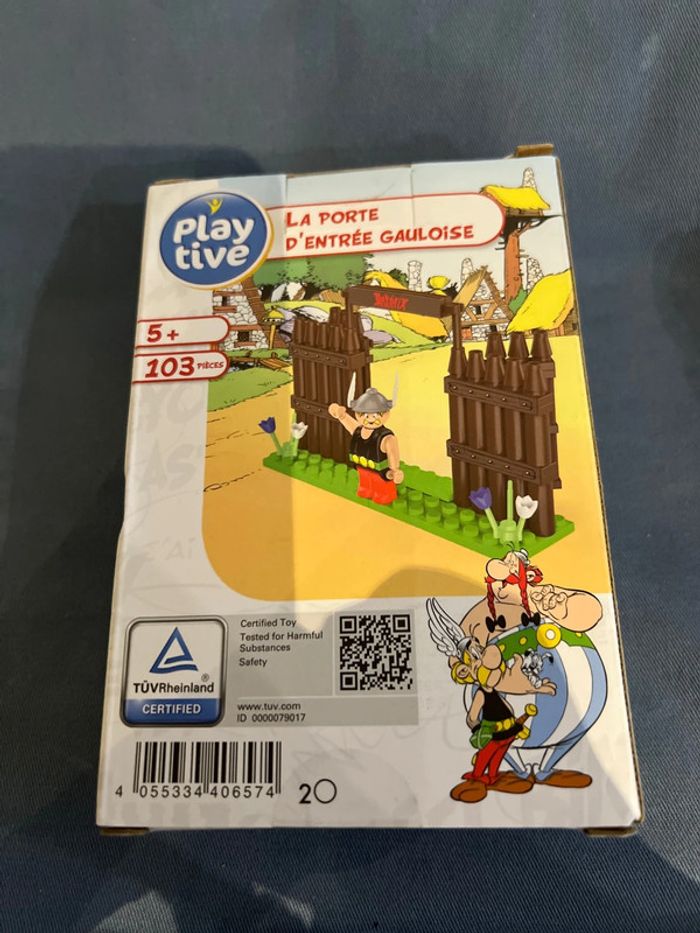 Play
tive
LA PORTE
D'ENTRÉE GAULOISE
5+
103 PIÈCES
ASTERIX
TÜVRheinland®
CERTIFIED
Certified Toy
Tested for Harmful
Substances
Safety
www.tuv.com
ID 0000079017
4 055334 406574
2